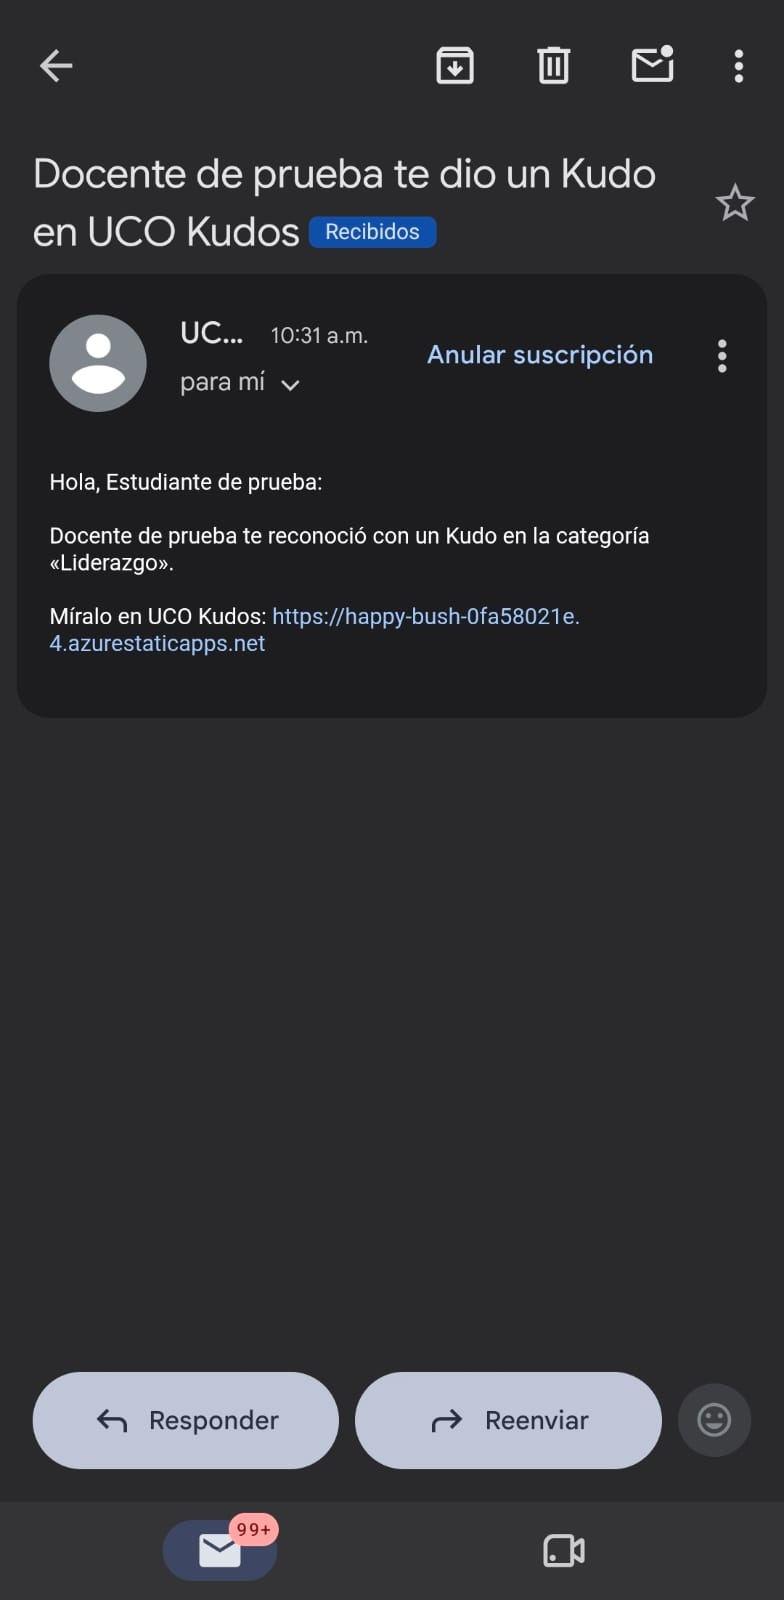 Docente de prueba te dio un Kudo
en UCO Kudos Recibidos
UC... 10:31 a.m.
Anular suscripción
para mí
Hola, Estudiante de prueba:
Docente de prueba te reconoció con un Kudo en la categoría
«Liderazgo».
Míralo en UCO Kudos: https://happy-bush-0fa58021e.
4.azurestaticapps.net
Responder
Reenviar
99+